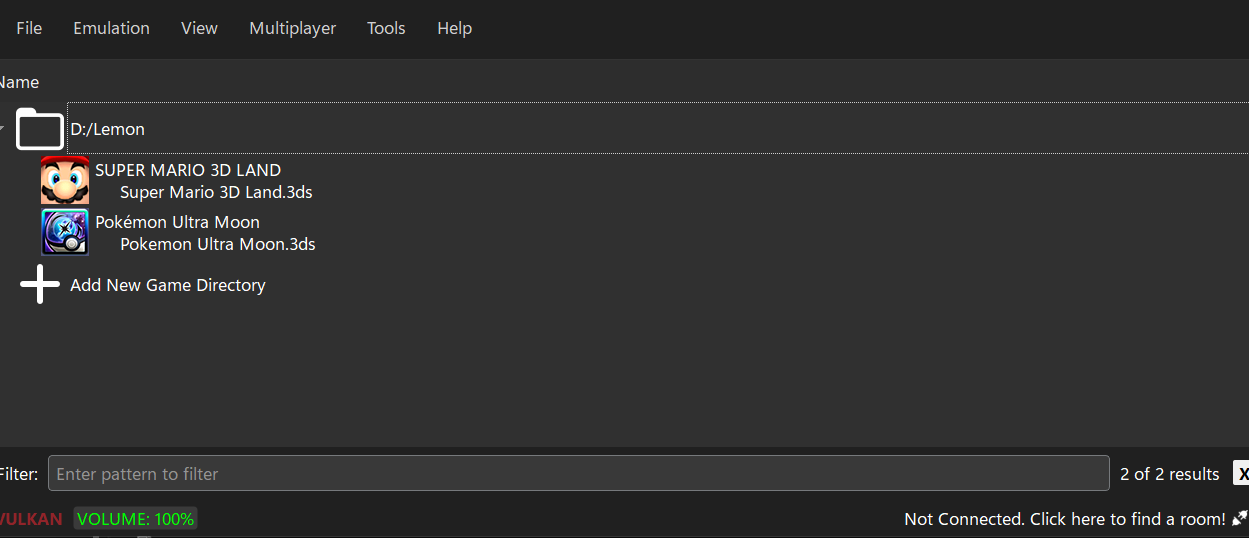 File Emulation View Multiplayer Tools Help
Name
D:/Lemon
SUPER MARIO 3D LAND
Super Mario 3D Land.3ds
Pokémon Ultra Moon
Pokemon Ultra Moon.3ds
Add New Game Directory
Filter: Enter pattern to filter 2 of 2 results X
VULKAN VOLUME: 100% Not Connected. Click here to find a room!